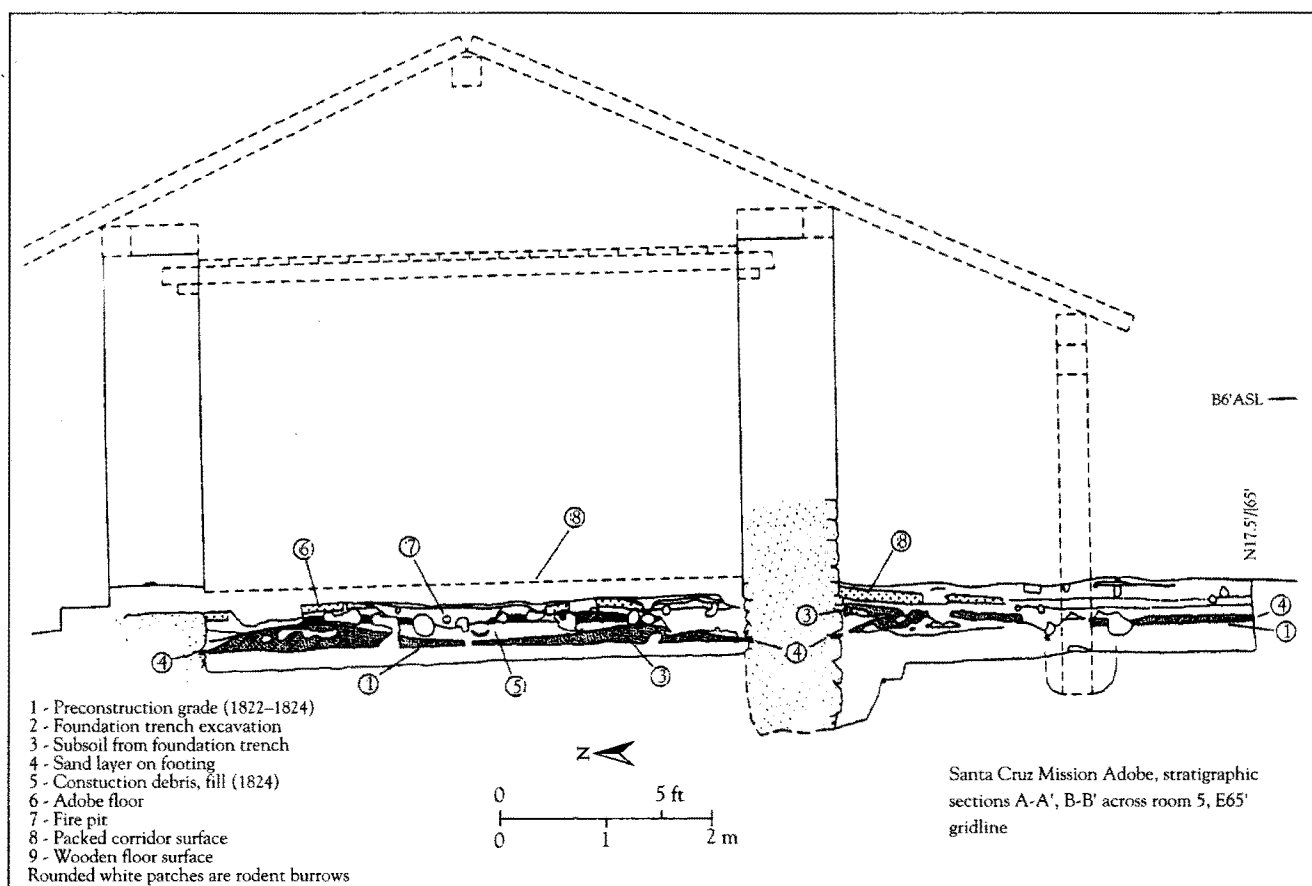 B6'ASL
N17.5'/165'
8
6
7
8
3
4
4
1
4
1
5
3
1 - Preconstruction grade (1822–1824)
2 - Foundation trench excavation
3 - Subsoil from foundation trench
4 - Sand layer on footing
5 - Constuction debris, fill (1824)
6 - Adobe floor
7 - Fire pit
8 - Packed corridor surface
9 - Wooden floor surface
Rounded white patches are rodent burrows
N
0 5 ft
0 1 2 m
Santa Cruz Mission Adobe, stratigraphic
sections A-A', B-B' across room 5, E65'
gridline